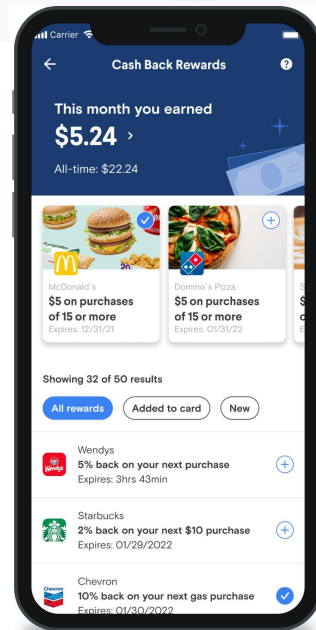 Carrier
Cash Back Rewards
?
This month you earned
$5.24 >
All-time: $22.24
McDonald's
$5 on purchases
of 15 or more
Expires: 12/31/21
Domino's Pizza
$5 on purchases
of 15 or more
Expires: 01/31/22
Showing 32 of 50 results
All rewards
Added to card
New
Wendys
Wendys
5% back on your next purchase
Expires: 3hrs 43min
Starbucks
2% back on your next $10 purchase
Expires: 01/29/2022
Chevron
Chevron
10% back on your next gas purchase
Expires: 01/30/2022